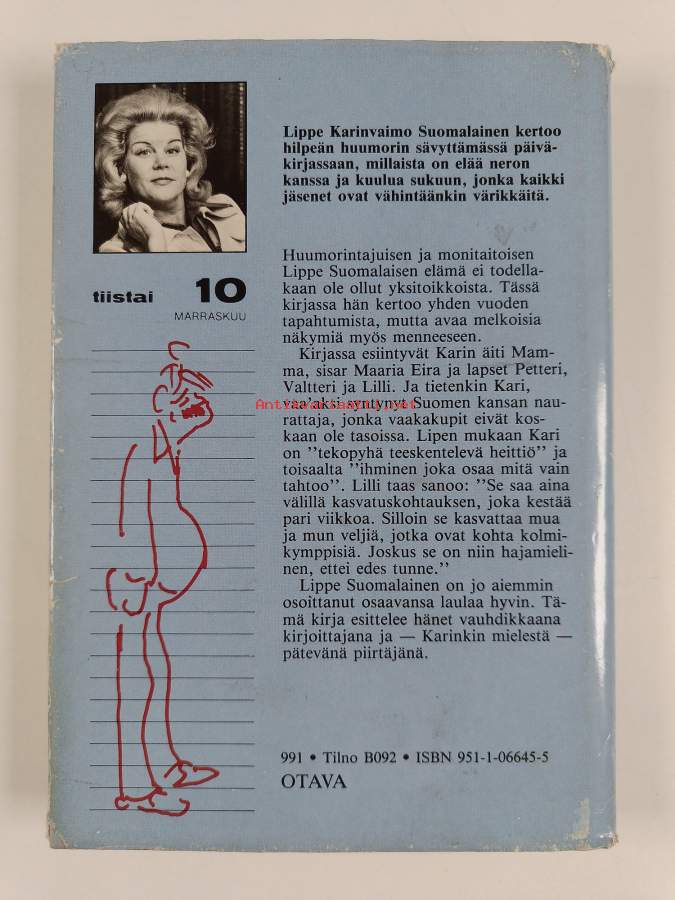 Lippe Karinvaimo Suomalainen kertoo
hilpeän huumorin sävyttämässä päivä-
kirjassaan, millaista on elää neron
kanssa ja kuulua sukuun, jonka kaikki
jäsenet ovat vähintäänkin värikkäitä.
tiistai 10
MARRASKUU
Huumorintajuisen ja monitaitoisen
Lippe Suomalaisen elämä ei todella-
kaan ole ollut yksitoikkoista. Tässä
kirjassa hän kertoo yhden vuoden
tapahtumista, mutta avaa melkoisia
näkymiä myös menneeseen.
Kirjassa esiintyvät Karin äiti Mam-
ma, sisar Maaria Eira ja lapset Petteri,
Valtteri ja Lilli. Ja tietenkin Kari,
vaa'aksi syntynyt Suomen kansan nau-
rattaja, jonka vaakakupit eivät kos-
kaan ole tasoissa. Lipen mukaan Kari
on "tekopyhä teeskentelevä heittiö" ja
toisaalta "ihminen joka osaa mitä vain
tahtoo". Lilli taas sanoo: "Se saa aina
välillä kasvatuskohtauksen, joka kestää
pari viikkoa. Silloin se kasvattaa mua
ja mun veljiä, jotka ovat kohta kolmi-
kymppisiä. Joskus se on niin hajamieli-
nen, ettei edes tunne."
Lippe Suomalainen on jo aiemmin
osoittanut osaavansa laulaa hyvin. Tä-
mä kirja esittelee hänet vauhdikkaana
kirjoittajana ja — Karinkin mielestä —
pätevänä piirtäjänä.
991 • Tilno B092 • ISBN 951-1-06645-5
OTAVA
Antikvariaatti.net